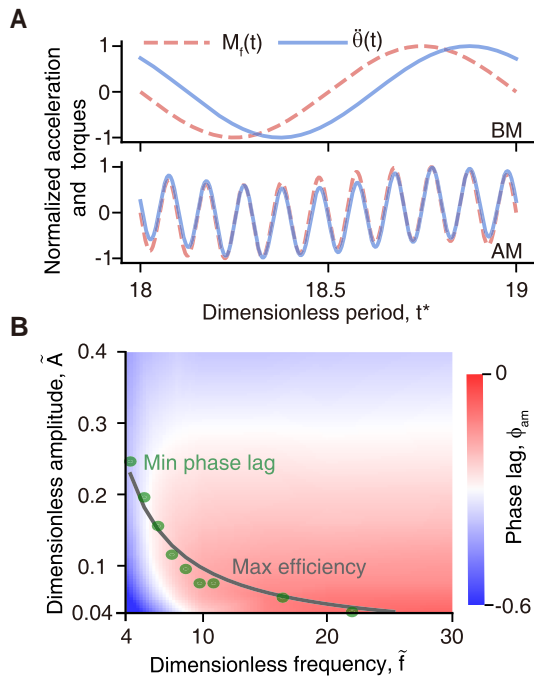 A
M_f(t) θ̈(t)
Normalized acceleration
and torques
1
0
-1
BM
1
0
-1
AM
18 18.5 19
Dimensionless period, t*
B
Dimensionless amplitude, Ã
0.4
0.3
0.2
0.1
0.04
Min phase lag
Max efficiency
4 10 20 30
Dimensionless frequency, f̃
0
-0.6
Phase lag, ϕ_am